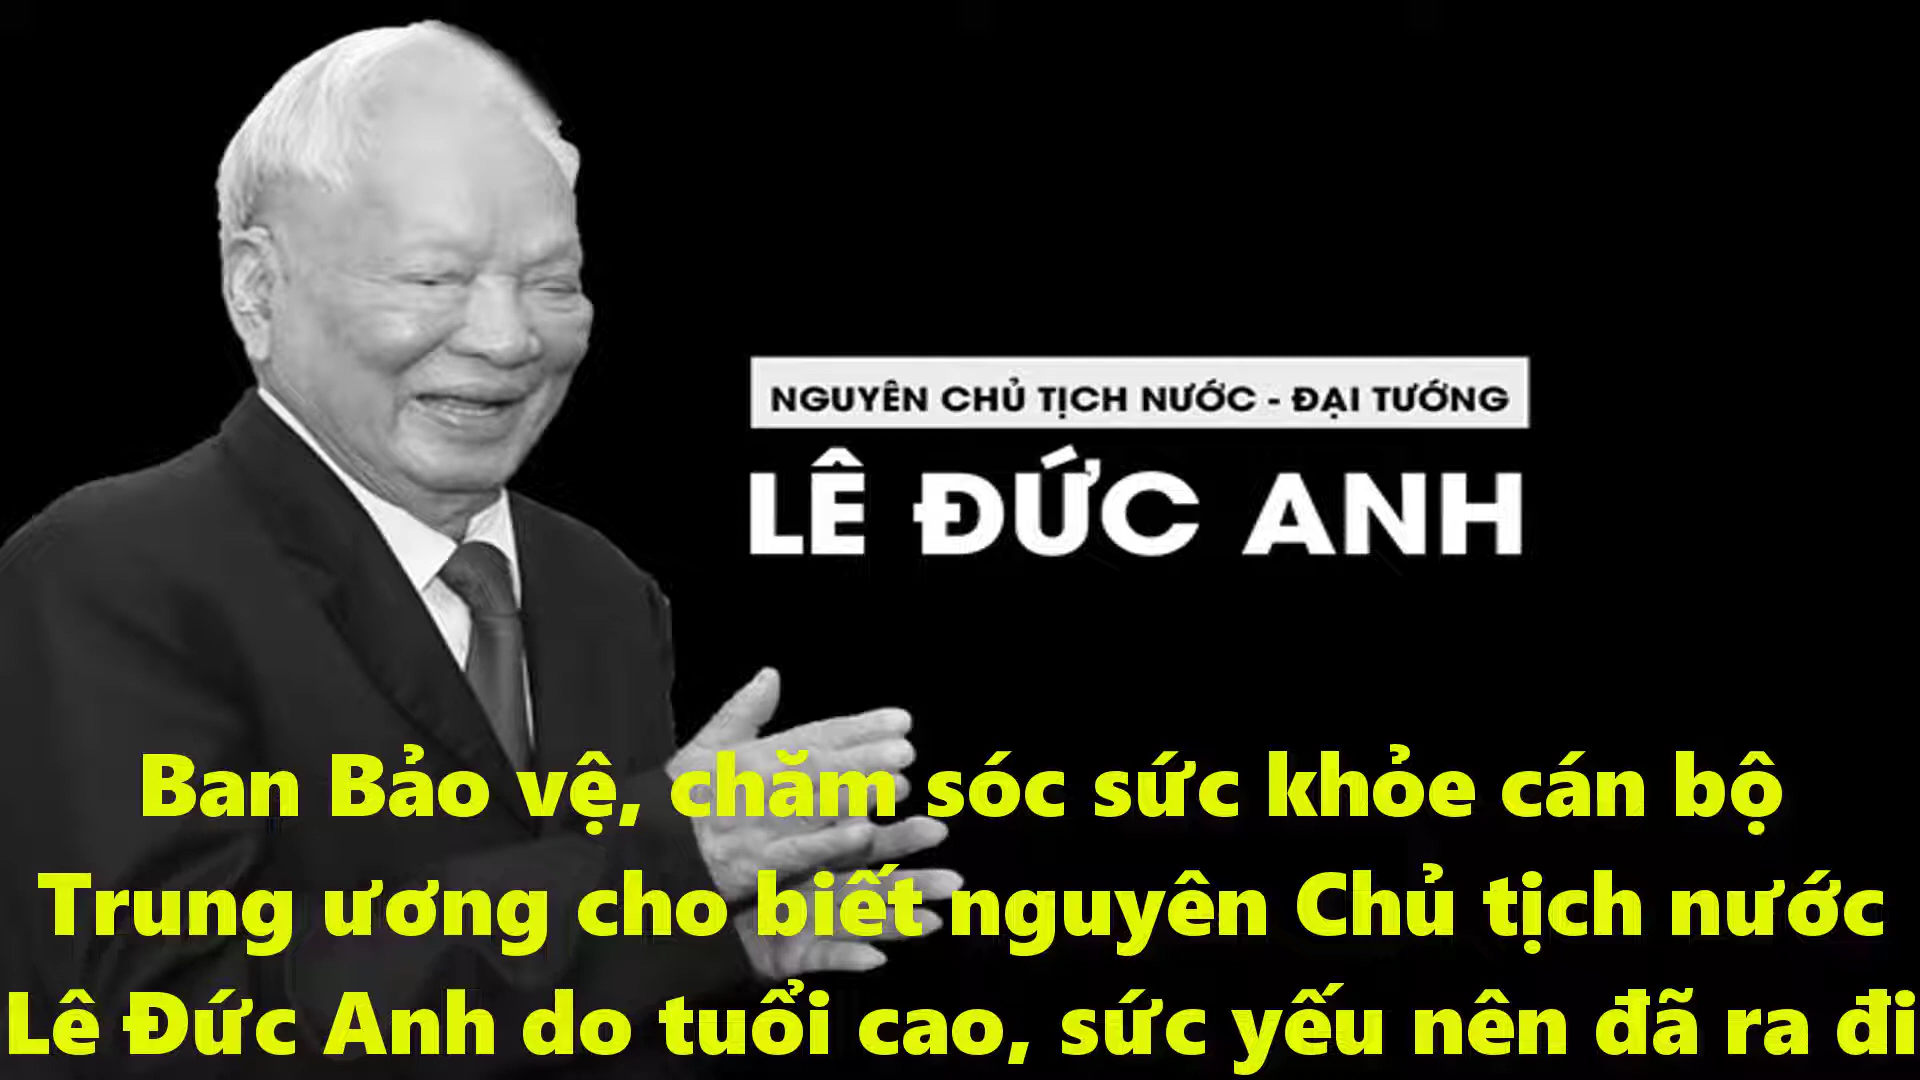 NGUYÊN CHỦ TỊCH NƯỚC - ĐẠI TƯỚNG
LÊ ĐỨC ANH
Ban Bảo vệ, chăm sóc sức khỏe cán bộ
Trung ương cho biết nguyên Chủ tịch nước
Lê Đức Anh do tuổi cao, sức yếu nên đã ra đi